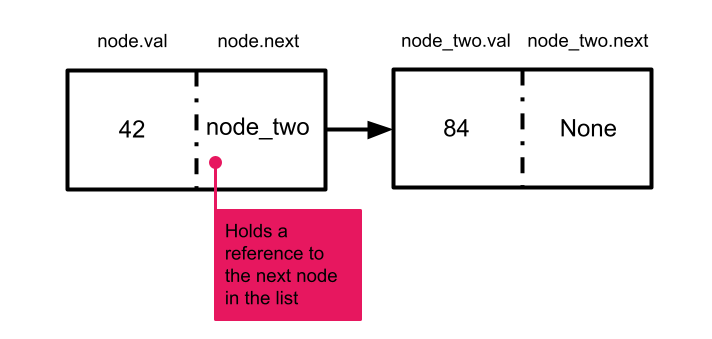 node.val node.next node_two.val node_two.next
42 node_two 84 None
Holds a
reference to
the next node
in the list